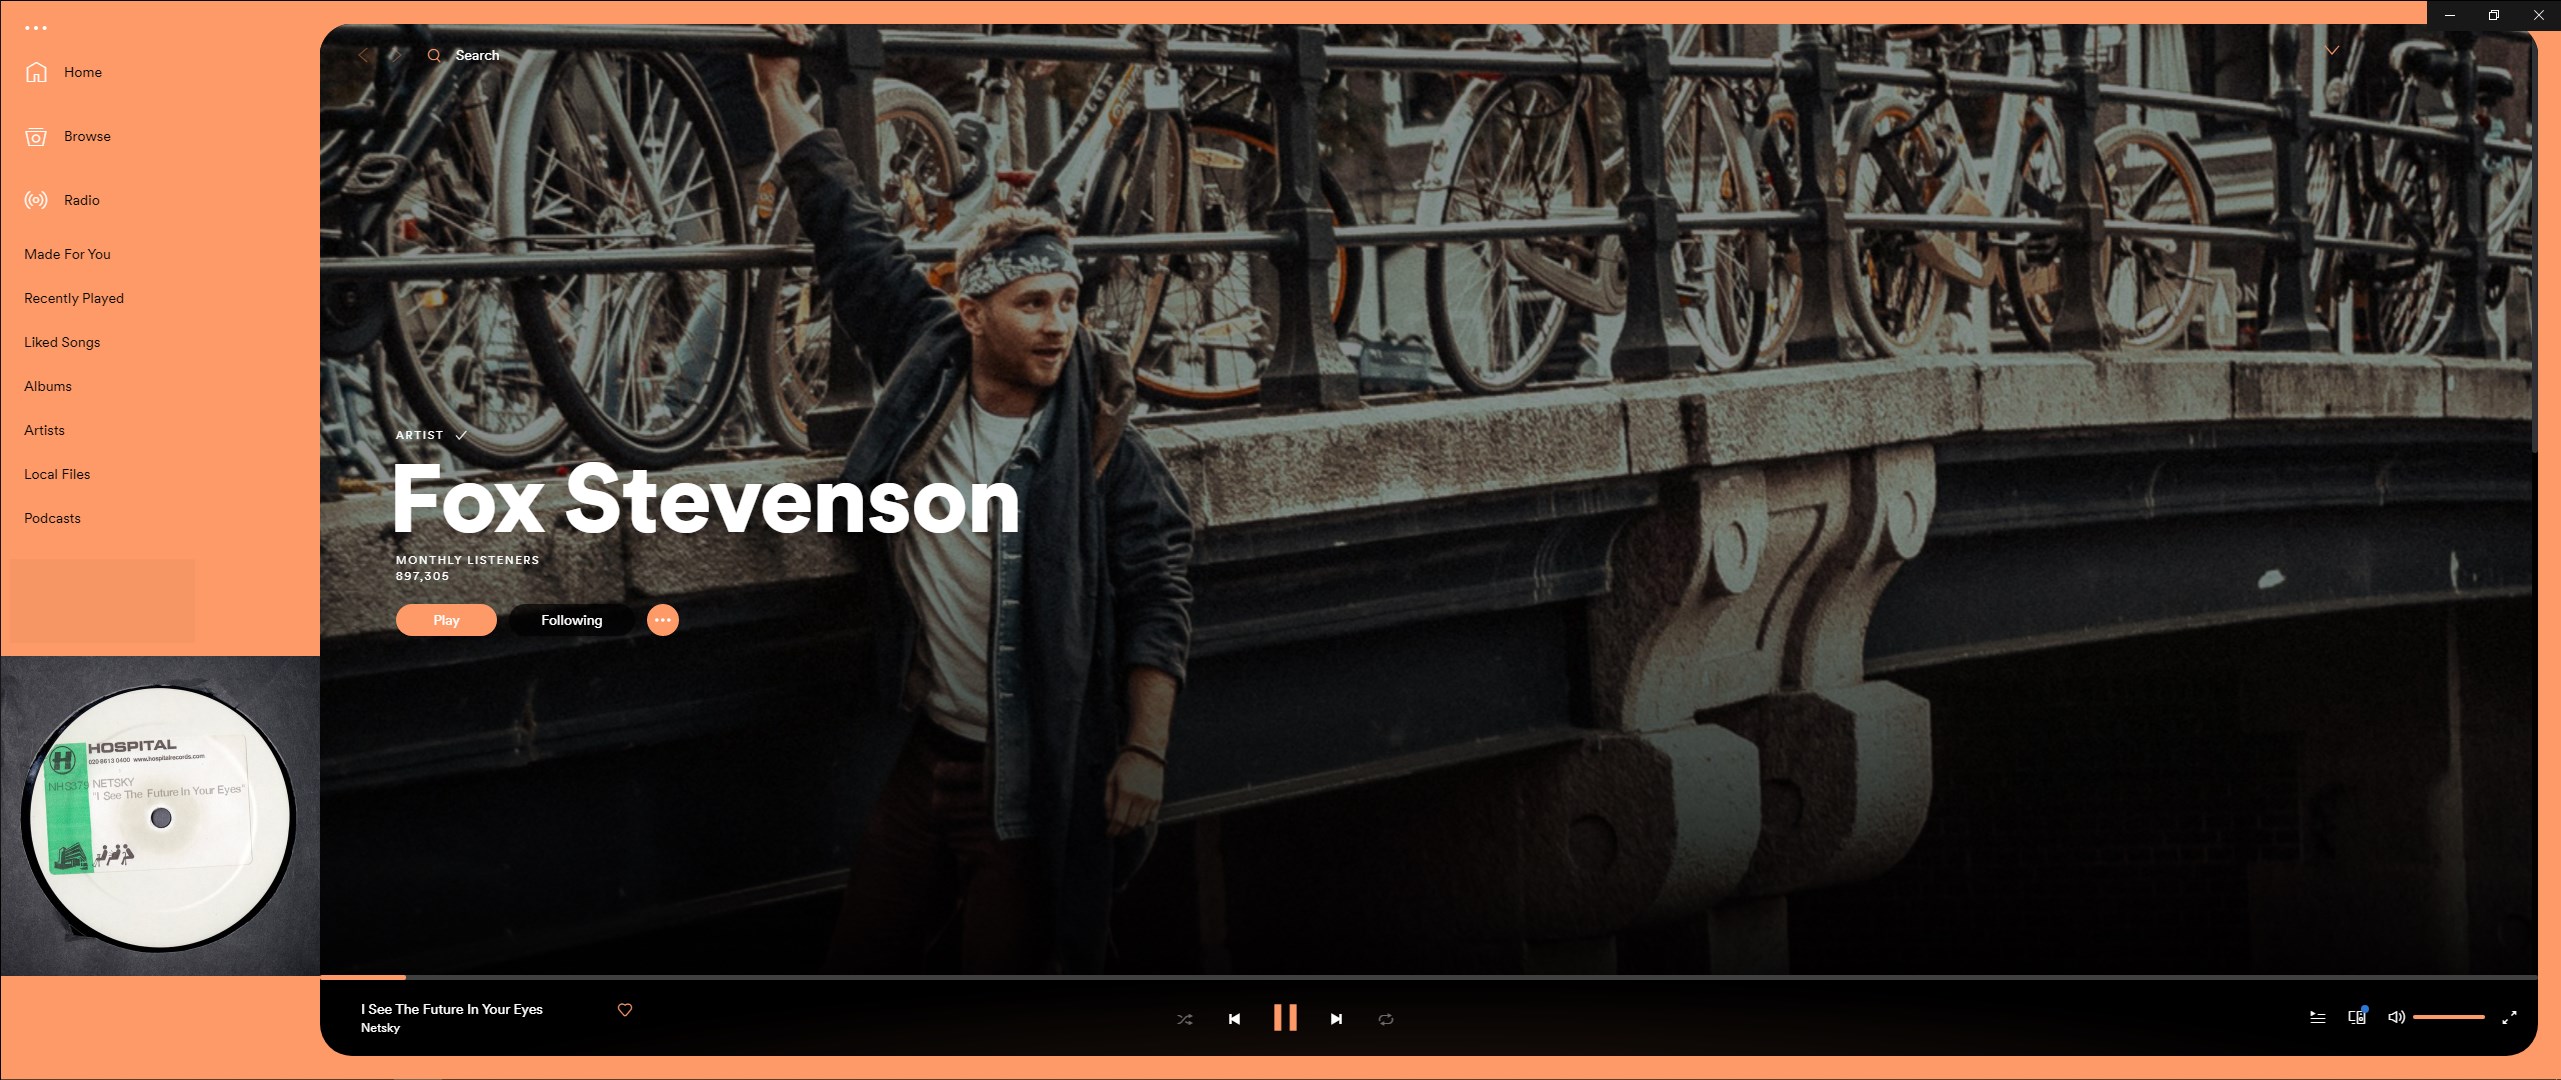 Search
Home
Browse
Radio
Made For You
Recently Played
Liked Songs
Albums
Artists
Local Files
Podcasts
ARTIST
Fox Stevenson
MONTHLY LISTENERS
897,305
Play
Following
HOSPITAL
020 8613 0400 www.hospitalrecords.com
NHS379 NETSKY
"I See The Future In Your Eyes"
I See The Future In Your Eyes
Netsky